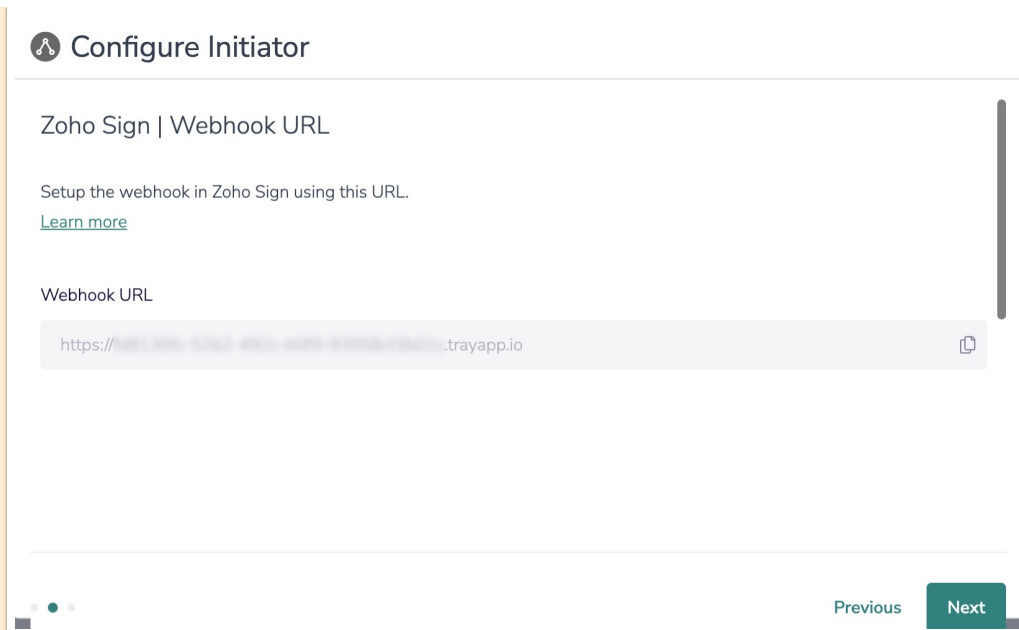 Configure Initiator
Zoho Sign | Webhook URL
Setup the webhook in Zoho Sign using this URL.
Learn more
Webhook URL
https:// .trayapp.io
Previous
Next